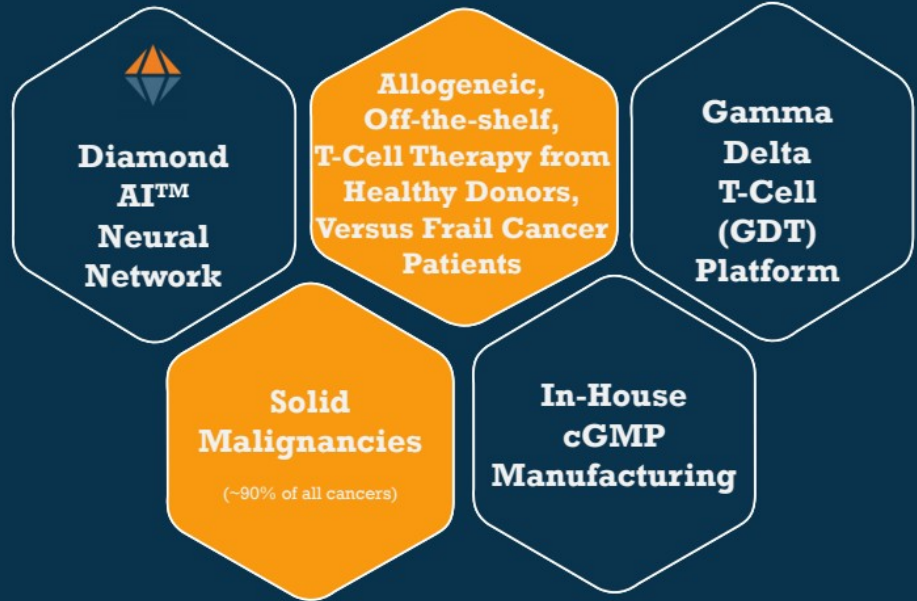 Diamond
AI™
Neural
Network
Allogeneic,
Off-the-shelf,
T-Cell Therapy from
Healthy Donors,
Versus Frail Cancer
Patients
Gamma
Delta
T-Cell
(GDT)
Platform
Solid
Malignancies
(~90% of all cancers)
In-House
cGMP
Manufacturing